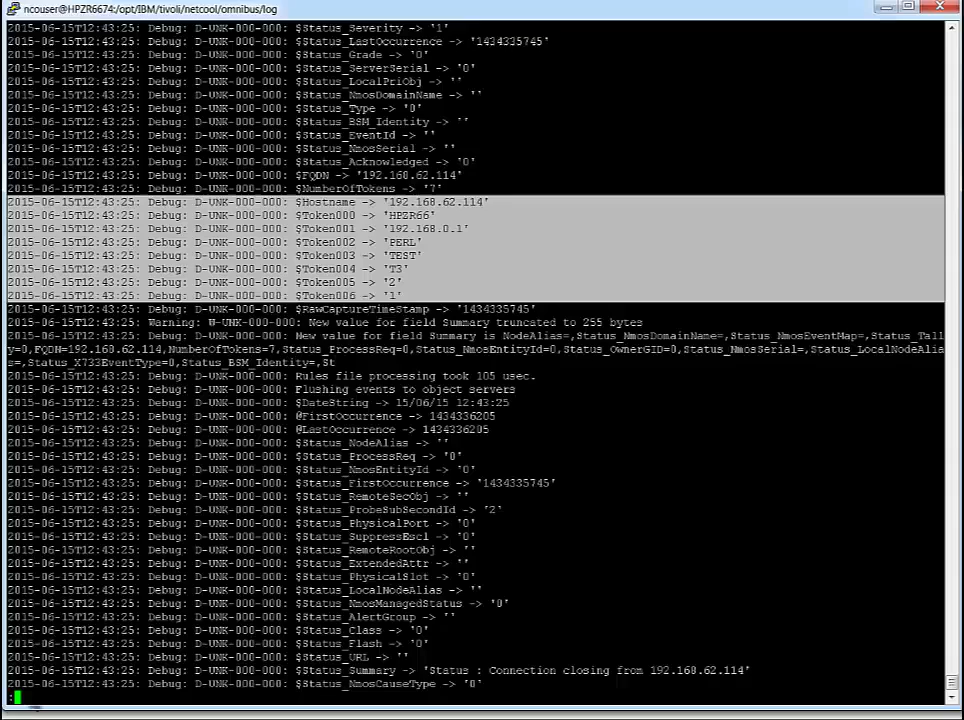 ncouser@HPZR6674:/opt/IBM/tivoli/netcool/omnibus/log
2015-06-15T12:43:25: Debug: D-UNK-000-000: $Status_Severity -> '1'
2015-06-15T12:43:25: Debug: D-UNK-000-000: $Status_LastOccurrence -> '1434335745'
2015-06-15T12:43:25: Debug: D-UNK-000-000: $Status_Grade -> '0'
2015-06-15T12:43:25: Debug: D-UNK-000-000: $Status_ServerSerial -> '0'
2015-06-15T12:43:25: Debug: D-UNK-000-000: $Status_LocalPriObj -> ''
2015-06-15T12:43:25: Debug: D-UNK-000-000: $Status_NmosDomainName -> ''
2015-06-15T12:43:25: Debug: D-UNK-000-000: $Status_Type -> '0'
2015-06-15T12:43:25: Debug: D-UNK-000-000: $Status_BSM_Identity -> ''
2015-06-15T12:43:25: Debug: D-UNK-000-000: $Status_EventId -> ''
2015-06-15T12:43:25: Debug: D-UNK-000-000: $Status_NmosSerial -> ''
2015-06-15T12:43:25: Debug: D-UNK-000-000: $Status_Acknowledged -> '0'
2015-06-15T12:43:25: Debug: D-UNK-000-000: $FQDN -> '192.168.62.114'
2015-06-15T12:43:25: Debug: D-UNK-000-000: $NumberOfTokens -> '7'
2015-06-15T12:43:25: Debug: D-UNK-000-000: $Hostname -> '192.168.62.114'
2015-06-15T12:43:25: Debug: D-UNK-000-000: $Token000 -> 'HPZR66'
2015-06-15T12:43:25: Debug: D-UNK-000-000: $Token001 -> '192.168.0.1'
2015-06-15T12:43:25: Debug: D-UNK-000-000: $Token002 -> 'PERL'
2015-06-15T12:43:25: Debug: D-UNK-000-000: $Token003 -> 'TEST'
2015-06-15T12:43:25: Debug: D-UNK-000-000: $Token004 -> 'T3'
2015-06-15T12:43:25: Debug: D-UNK-000-000: $Token005 -> '2'
2015-06-15T12:43:25: Debug: D-UNK-000-000: $Token006 -> '1'
2015-06-15T12:43:25: Debug: D-UNK-000-000: $RawCaptureTimeStamp -> '1434335745'
2015-06-15T12:43:25: Warning: W-UNK-000-000: New value for field Summary truncated to 255 bytes
2015-06-15T12:43:25: Debug: D-UNK-000-000: New value for field Summary is NodeAlias=,Status_NmosDomainName=,Status_NmosEventMap=,Status_Tall
y=0,FQDN=192.168.62.114,NumberOfTokens=7,Status_ProcessReq=0,Status_NmosEntityId=0,Status_OwnerGID=0,Status_NmosSerial=,Status_LocalNodeAlia
s=,Status_X733EventType=0,Status_BSM_Identity=,St
2015-06-15T12:43:25: Debug: D-UNK-000-000: Rules file processing took 105 usec.
2015-06-15T12:43:25: Debug: D-UNK-000-000: Flushing events to object servers
2015-06-15T12:43:25: Debug: D-UNK-000-000: $DateString -> 15/06/15 12:43:25
2015-06-15T12:43:25: Debug: D-UNK-000-000: @FirstOccurrence -> 1434336205
2015-06-15T12:43:25: Debug: D-UNK-000-000: @LastOccurrence -> 1434336205
2015-06-15T12:43:25: Debug: D-UNK-000-000: $Status_NodeAlias -> ''
2015-06-15T12:43:25: Debug: D-UNK-000-000: $Status_ProcessReq -> '0'
2015-06-15T12:43:25: Debug: D-UNK-000-000: $Status_NmosEntityId -> '0'
2015-06-15T12:43:25: Debug: D-UNK-000-000: $Status_FirstOccurrence -> '1434335745'
2015-06-15T12:43:25: Debug: D-UNK-000-000: $Status_RemoteSecObj -> ''
2015-06-15T12:43:25: Debug: D-UNK-000-000: $Status_ProbeSubSecondId -> '2'
2015-06-15T12:43:25: Debug: D-UNK-000-000: $Status_PhysicalPort -> '0'
2015-06-15T12:43:25: Debug: D-UNK-000-000: $Status_SuppressEscl -> '0'
2015-06-15T12:43:25: Debug: D-UNK-000-000: $Status_RemoteRootObj -> ''
2015-06-15T12:43:25: Debug: D-UNK-000-000: $Status_ExtendedAttr -> ''
2015-06-15T12:43:25: Debug: D-UNK-000-000: $Status_PhysicalSlot -> '0'
2015-06-15T12:43:25: Debug: D-UNK-000-000: $Status_LocalNodeAlias -> ''
2015-06-15T12:43:25: Debug: D-UNK-000-000: $Status_NmosManagedStatus -> '0'
2015-06-15T12:43:25: Debug: D-UNK-000-000: $Status_AlertGroup -> ''
2015-06-15T12:43:25: Debug: D-UNK-000-000: $Status_Class -> '0'
2015-06-15T12:43:25: Debug: D-UNK-000-000: $Status_Flash -> '0'
2015-06-15T12:43:25: Debug: D-UNK-000-000: $Status_URL -> ''
2015-06-15T12:43:25: Debug: D-UNK-000-000: $Status_Summary -> 'Status : Connection closing from 192.168.62.114'
2015-06-15T12:43:25: Debug: D-UNK-000-000: $Status_NmosCauseType -> '0'
: